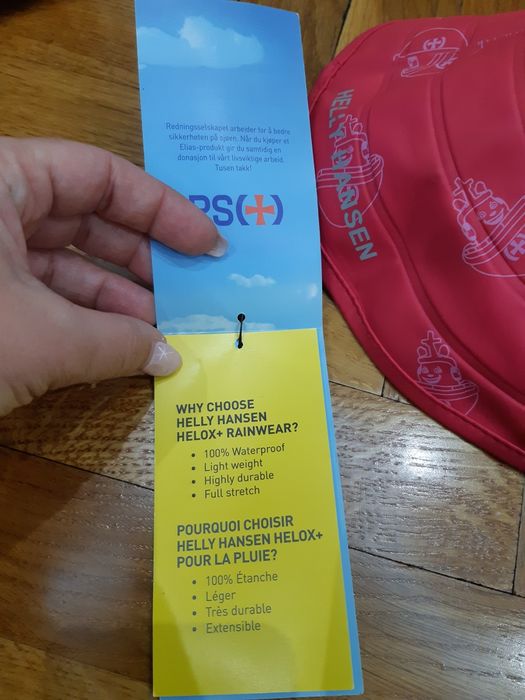 Redningsselskapet arbeider for å bedre
sikkerheten på sjøen. Når du kjøper et
Elias-produkt gir du samtidig en
donasjon til vårt livsviktige arbeid.
Tusen takk!
RS(+)
HELLY HANSEN
WHY CHOOSE
HELLY HANSEN
HELOX+ RAINWEAR?
• 100% Waterproof
• Light weight
• Highly durable
• Full stretch
POURQUOI CHOISIR
HELLY HANSEN HELOX+
POUR LA PLUIE?
• 100% Étanche
• Léger
• Très durable
• Extensible